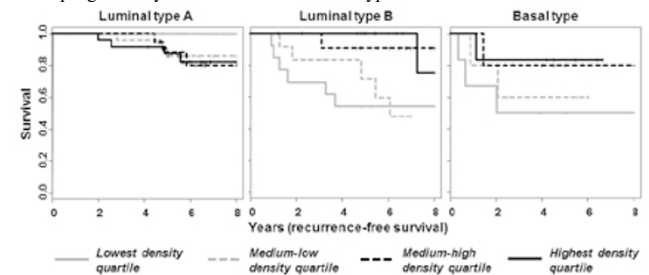 Luminal type A Luminal type B Basal type
Survival
1.0
0.8
0.6
0.4
0.2
0.0
0 2 4 6 8 0 2 4 6 8 0 2 4 6 8
Years (recurrence-free survival)
Lowest density quartile
Medium-low density quartile
Medium-high density quartile
Highest density quartile